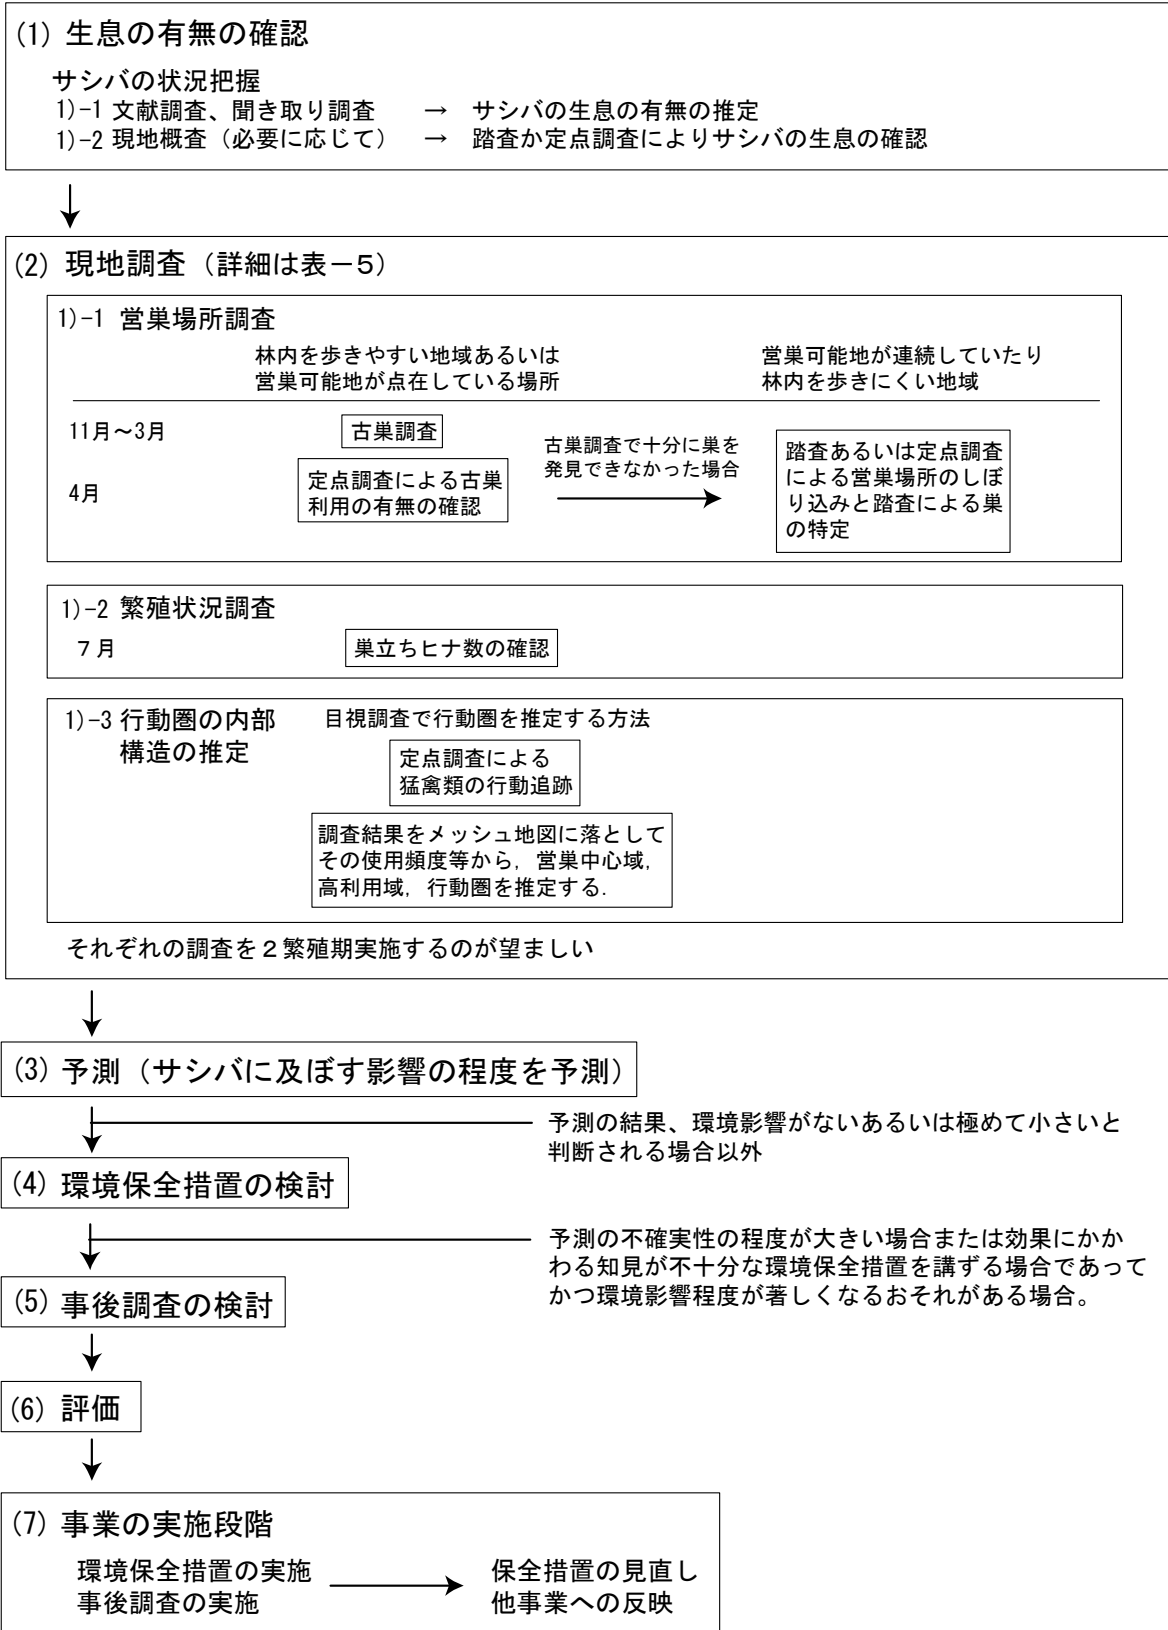 (1) 生息の有無の確認
サシバの状況把握
1)-1 文献調査、聞き取り調査 → サシバの生息の有無の推定
1)-2 現地概査（必要に応じて） → 踏査か定点調査によりサシバの生息の確認
(2) 現地調査（詳細は表－5）
1)-1 営巣場所調査
林内を歩きやすい地域あるいは
営巣可能地が点在している場所
営巣可能地が連続していたり
林内を歩きにくい地域
11月～3月
古巣調査
4月
定点調査による古巣
利用の有無の確認
古巣調査で十分に巣を
発見できなかった場合
踏査あるいは定点調査
による営巣場所のしぼ
り込みと踏査による巣
の特定
1)-2 繁殖状況調査
７月
巣立ちヒナ数の確認
1)-3 行動圏の内部
構造の推定
目視調査で行動圏を推定する方法
定点調査による
猛禽類の行動追跡
調査結果をメッシュ地図に落として
その使用頻度等から，営巣中心域，
高利用域，行動圏を推定する.
それぞれの調査を２繁殖期実施するのが望ましい
(3) 予測（サシバに及ぼす影響の程度を予測）
予測の結果、環境影響がないあるいは極めて小さいと
判断される場合以外
(4) 環境保全措置の検討
予測の不確実性の程度が大きい場合または効果にかか
わる知見が不十分な環境保全措置を講ずる場合であって
かつ環境影響程度が著しくなるおそれがある場合。
(5) 事後調査の検討
(6) 評価
(7) 事業の実施段階
環境保全措置の実施
事後調査の実施
保全措置の見直し
他事業への反映